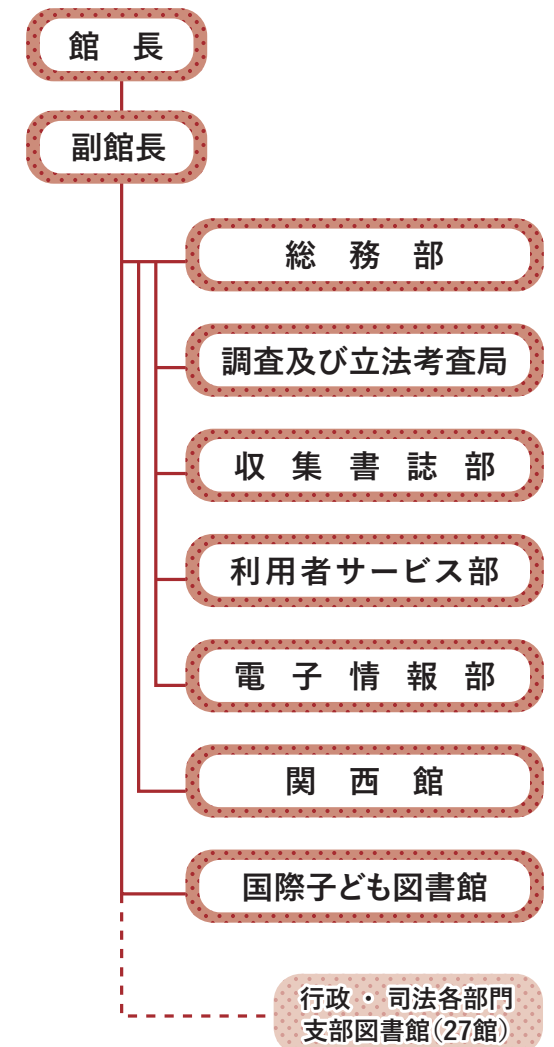 館 長
副館長
総 務 部
調査及び立法考査局
収 集 書 誌 部
利用者サービス部
電 子 情 報 部
関 西 館
国際子ども図書館
行政・司法各部門
支部図書館(27館)